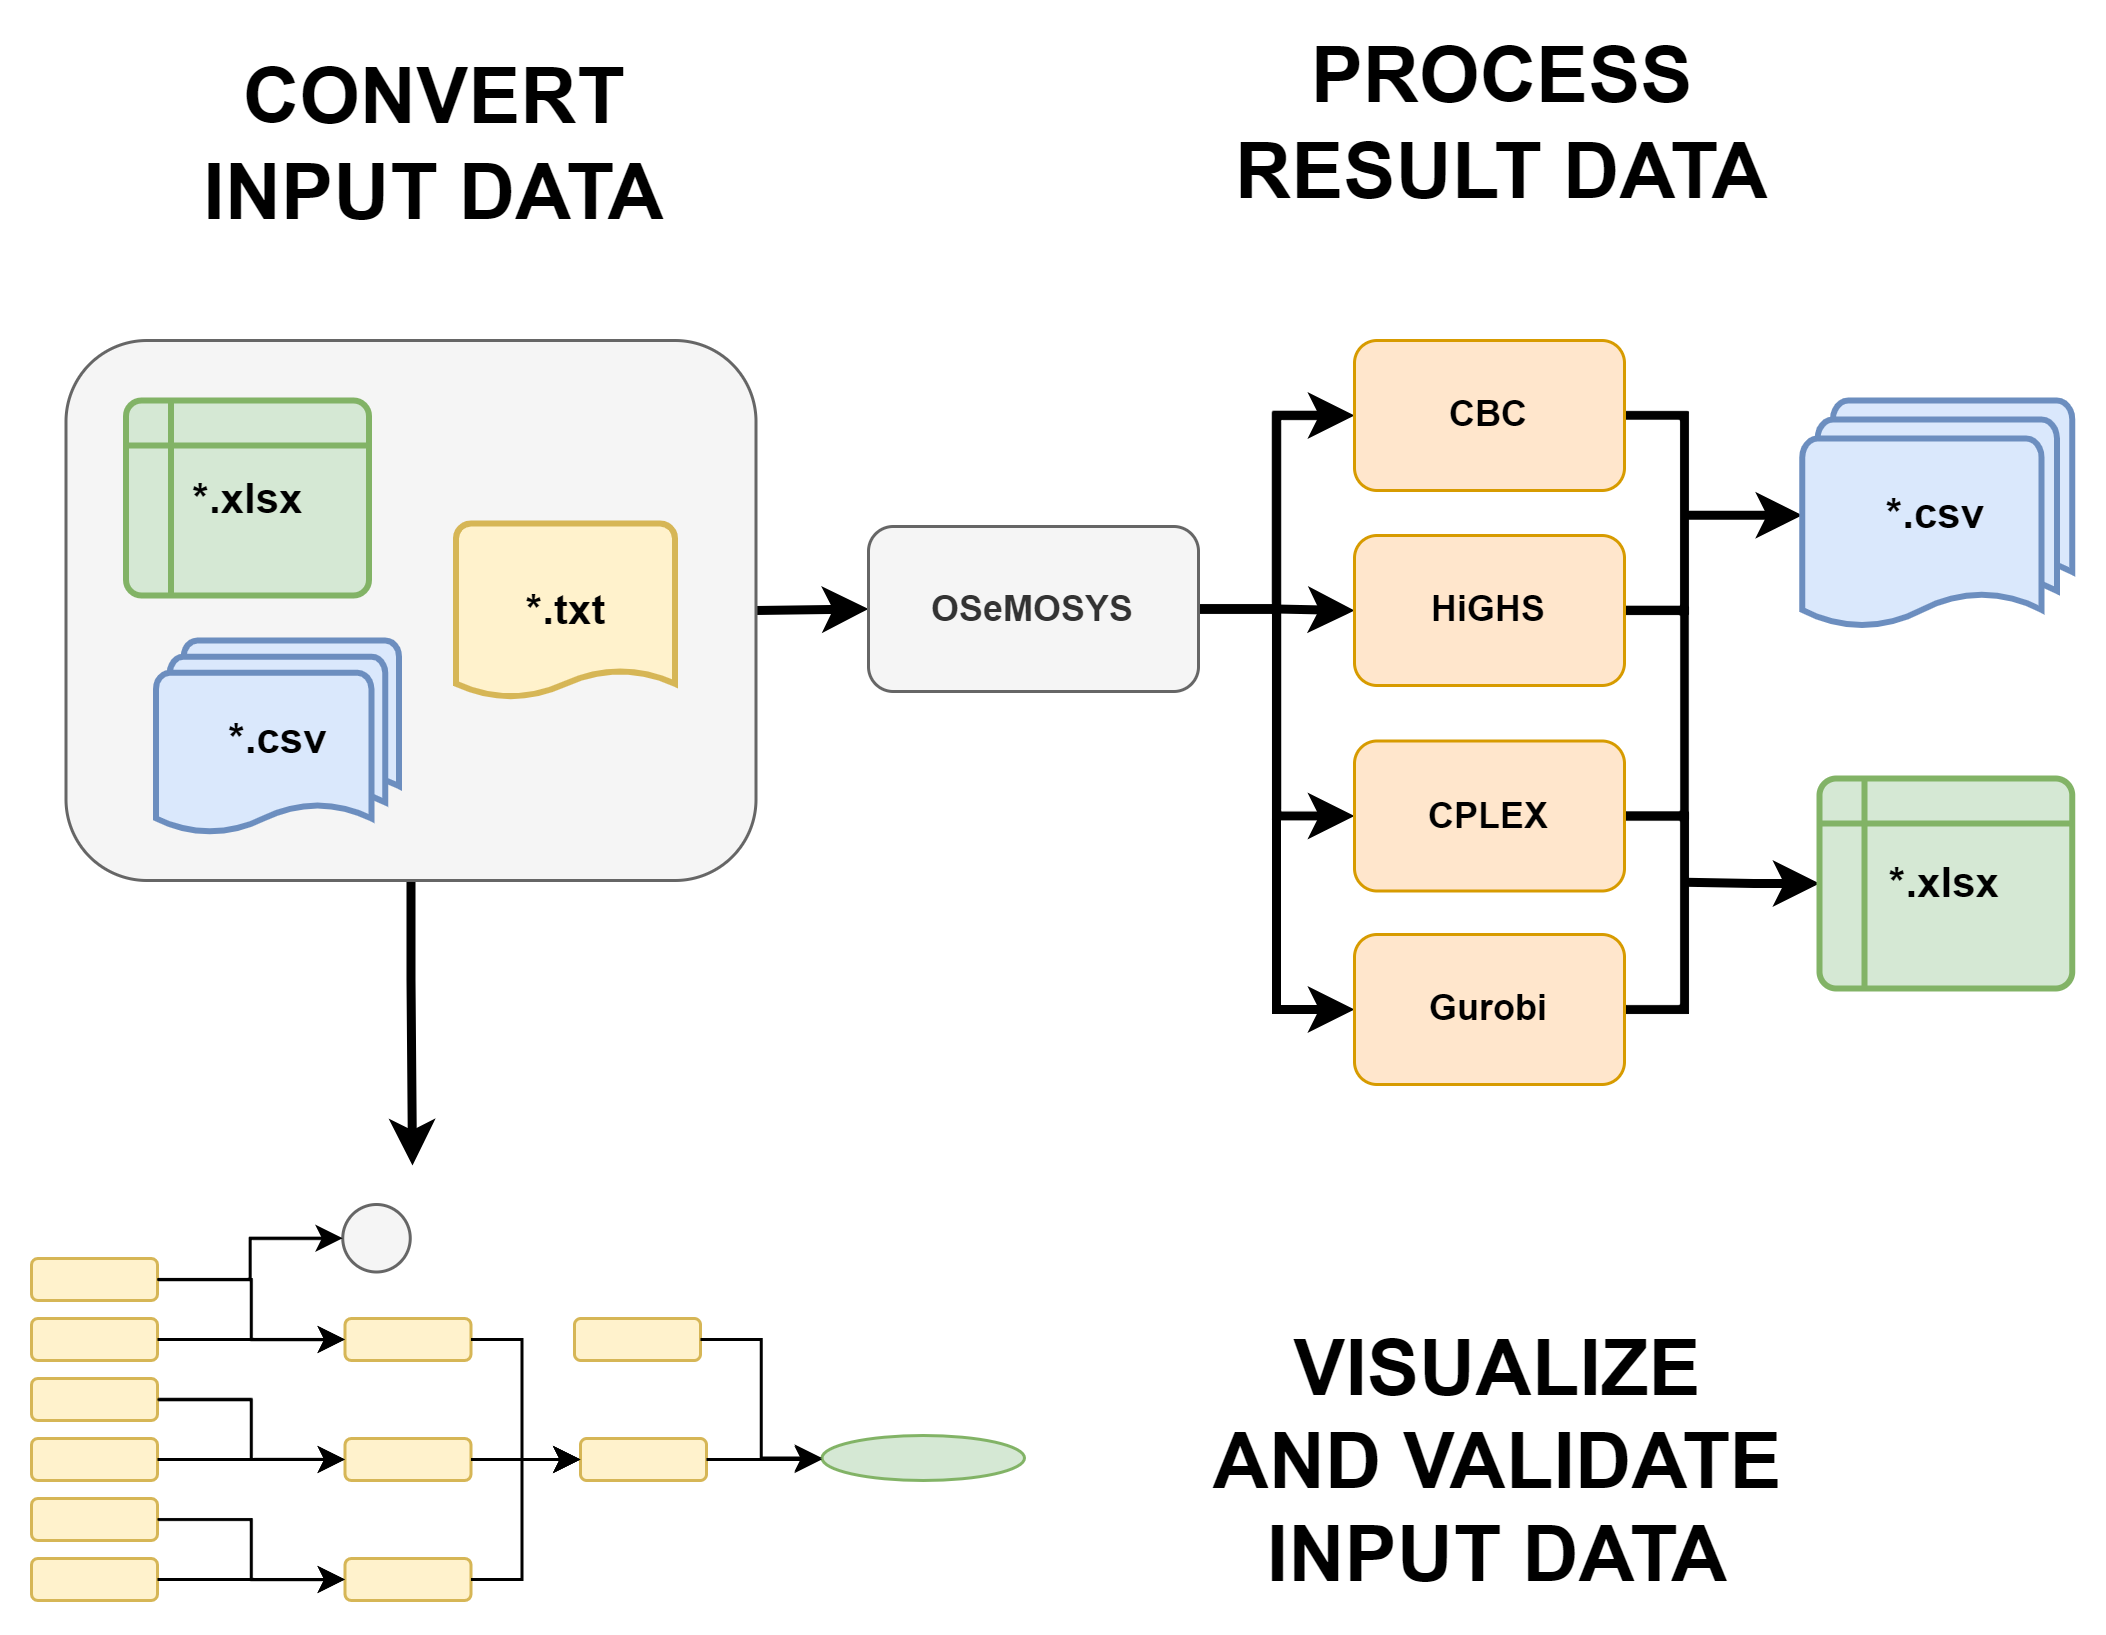 CONVERT
INPUT DATA
PROCESS
RESULT DATA
*.xlsx
*.txt
*.csv
OSeMOSYS
CBC
HiGHS
CPLEX
Gurobi
*.csv
*.xlsx
VISUALIZE
AND VALIDATE
INPUT DATA